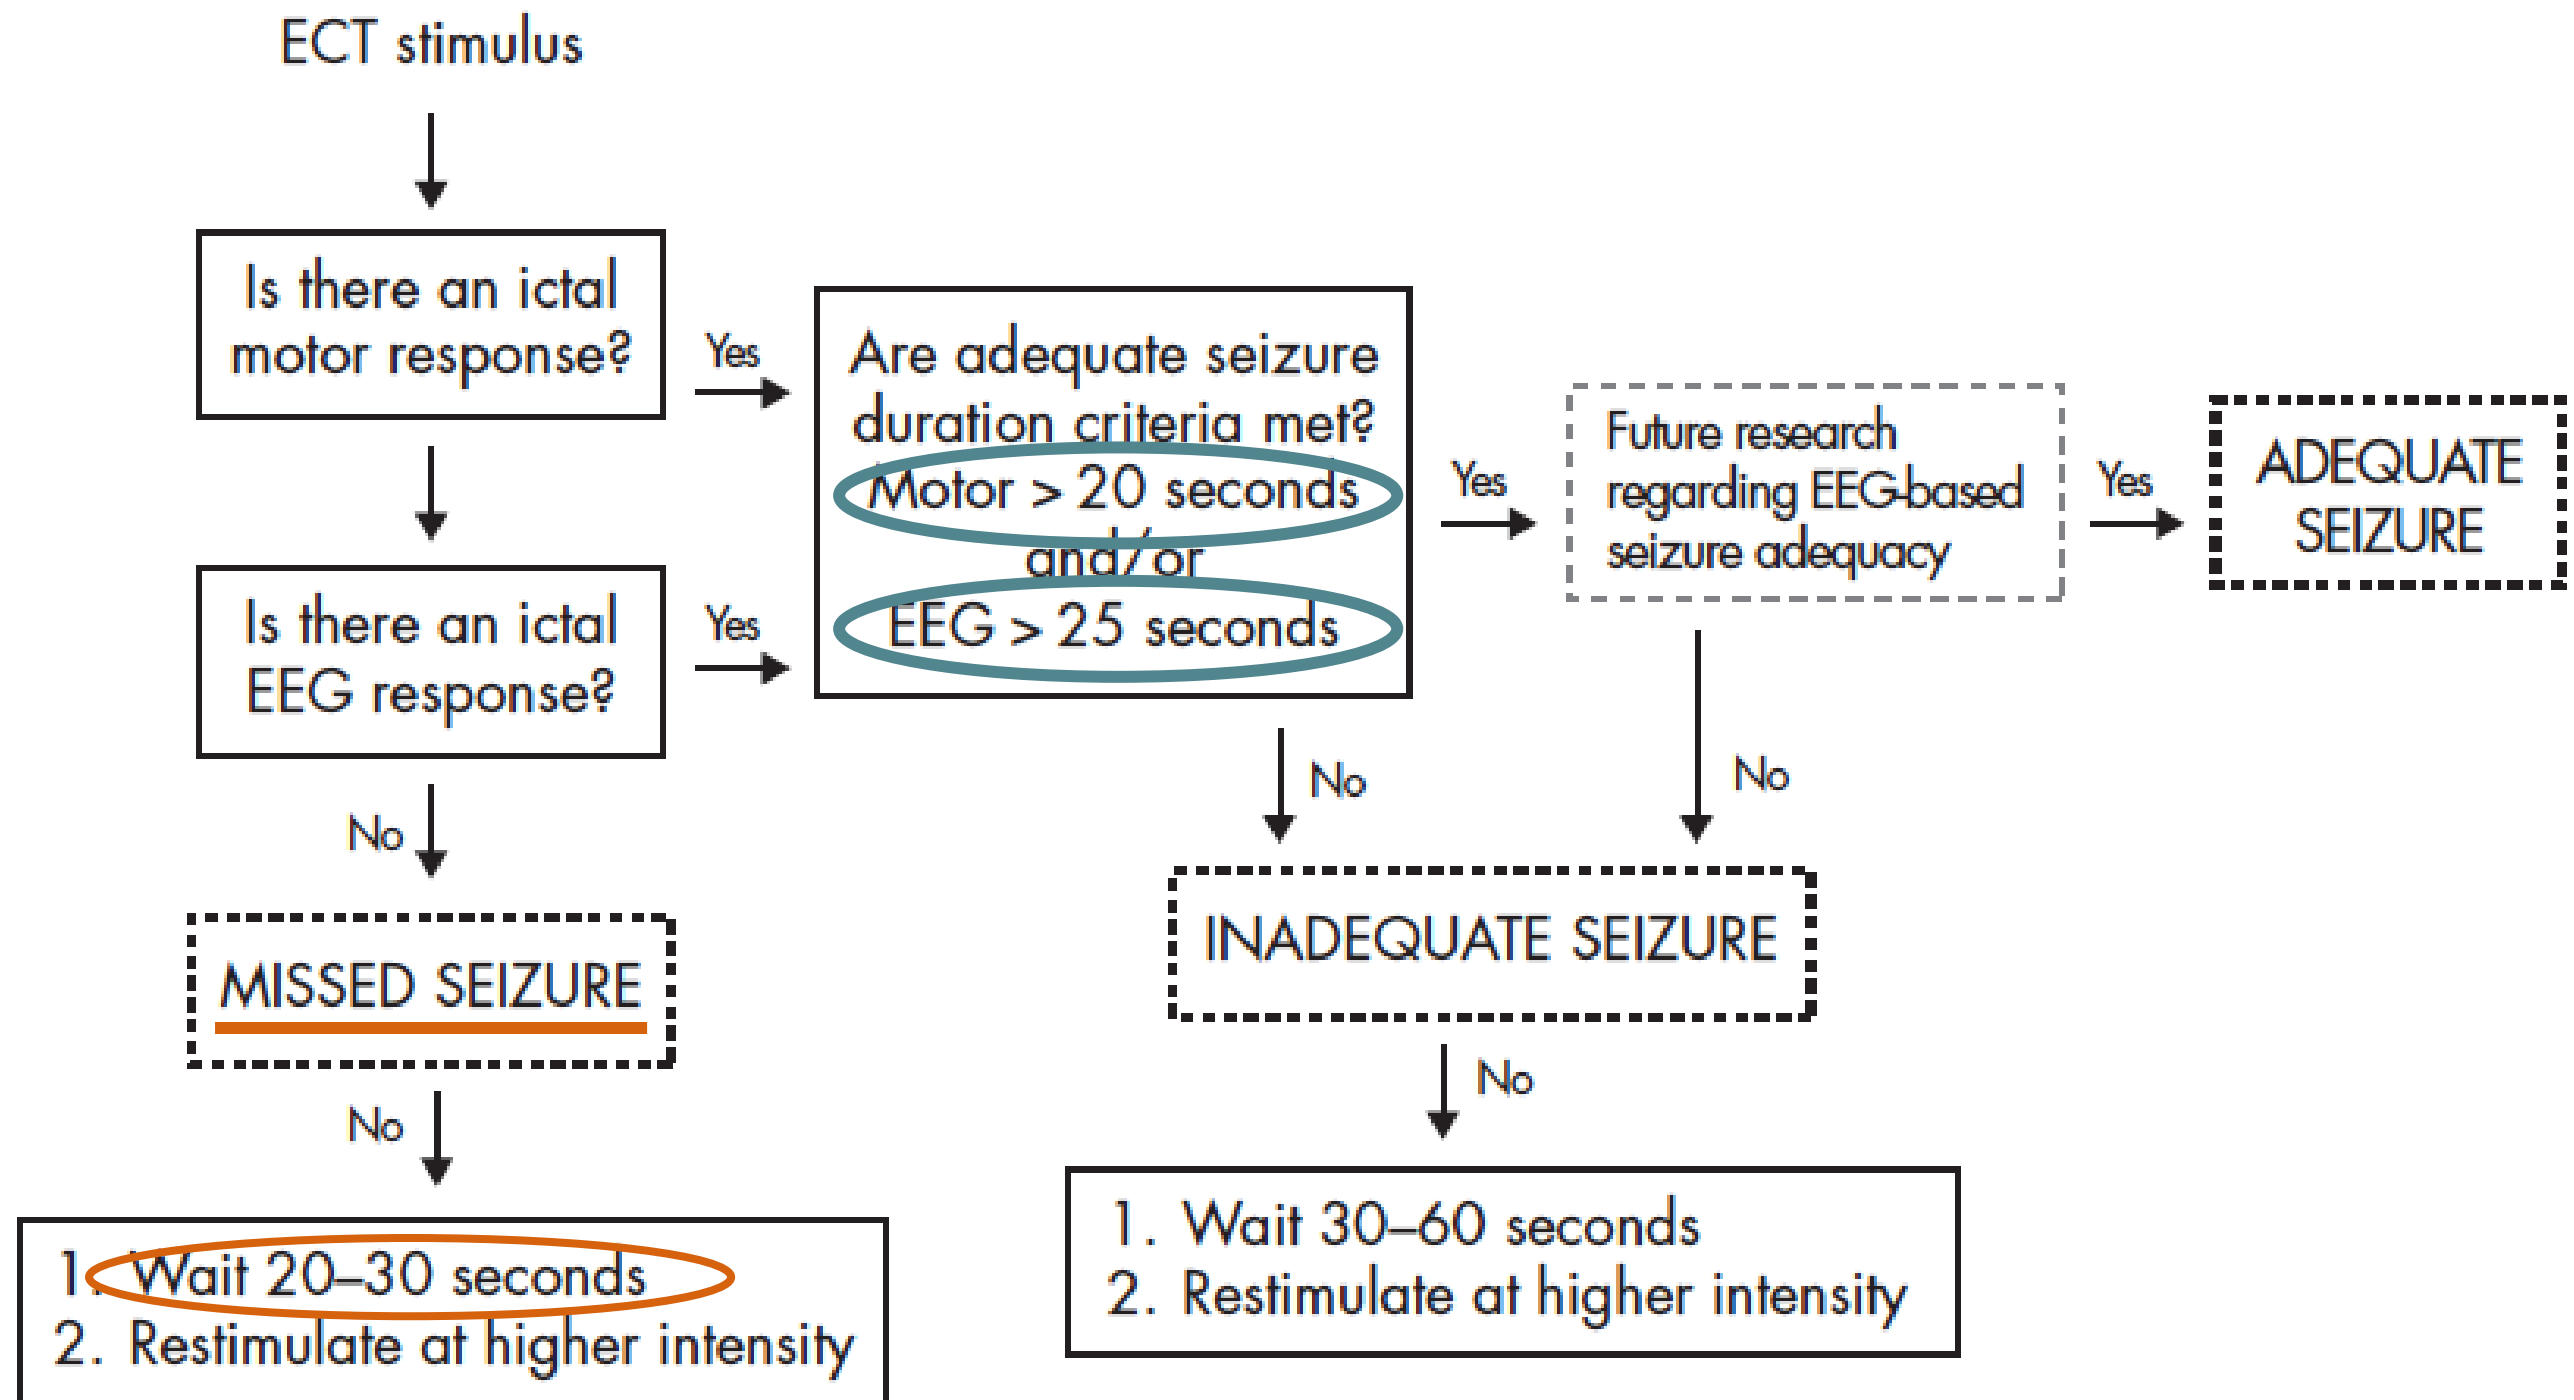 ECT stimulus
Is there an ictal
motor response?
Yes
Is there an ictal
EEG response?
Yes
No
MISSED SEIZURE
No
1. Wait 20–30 seconds
2. Restimulate at higher intensity
Are adequate seizure
duration criteria met?
Motor > 20 seconds
and/or
EEG > 25 seconds
Yes
No
Future research
regarding EEG-based
seizure adequacy
Yes
No
ADEQUATE
SEIZURE
INADEQUATE SEIZURE
No
1. Wait 30–60 seconds
2. Restimulate at higher intensity